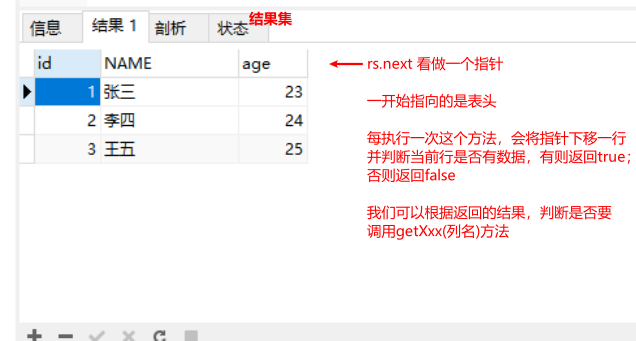 信息 结果 1 剖析 状态 结果集
id NAME age
1 张三 23
2 李四 24
3 王五 25
rs.next 看做一个指针
一开始指向的是表头
每执行一次这个方法，会将指针下移一行
并判断当前行是否有数据，有则返回true；
否则返回false
我们可以根据返回的结果，判断是否要
调用getXxx(列名)方法